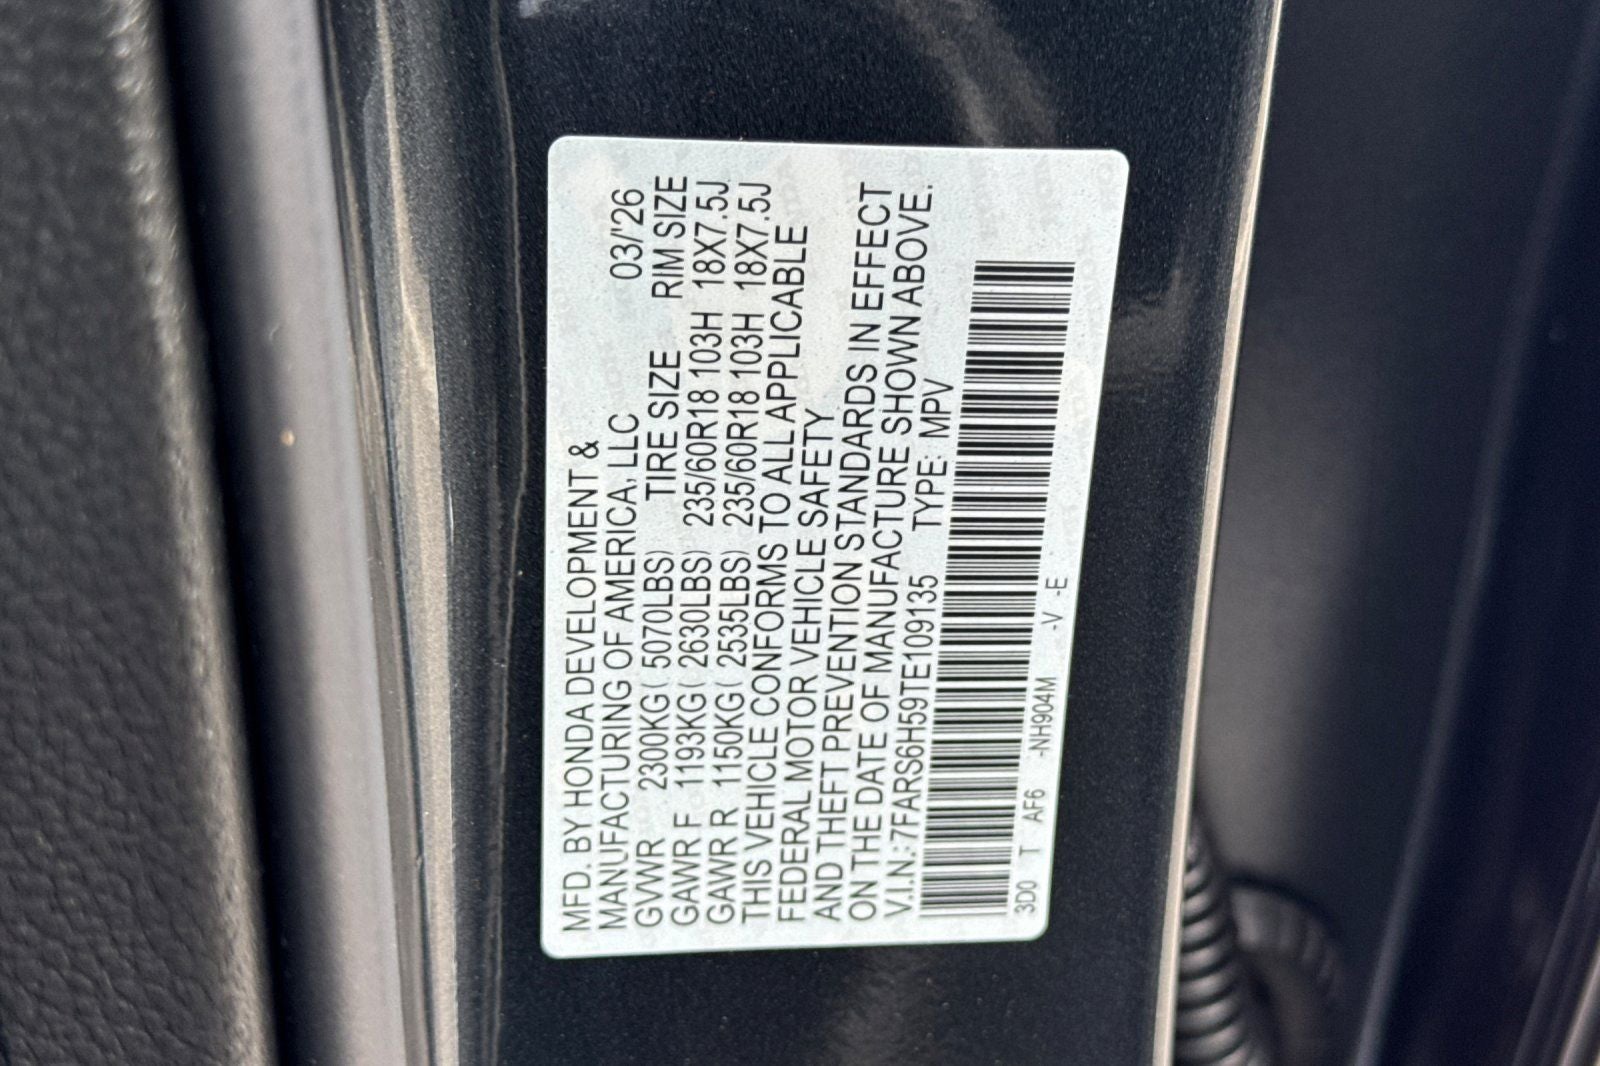 MFD. BY HONDA DEVELOPMENT &
MANUFACTURING OF AMERICA, LLC 03/'26
GVWR 2300KG ( 5070LBS) TIRE SIZE RIM SIZE
GAWR F 1193KG ( 2630LBS) 235/60R18 103H 18X7.5J
GAWR R 1150KG ( 2535LBS) 235/60R18 103H 18X7.5J
THIS VEHICLE CONFORMS TO ALL APPLICABLE
FEDERAL MOTOR VEHICLE SAFETY
AND THEFT PREVENTION STANDARDS IN EFFECT
ON THE DATE OF MANUFACTURE SHOWN ABOVE.
V.I.N.:7FARS6H59TE109135 TYPE: MPV
3D0 T AF6 -NH904M -V -E